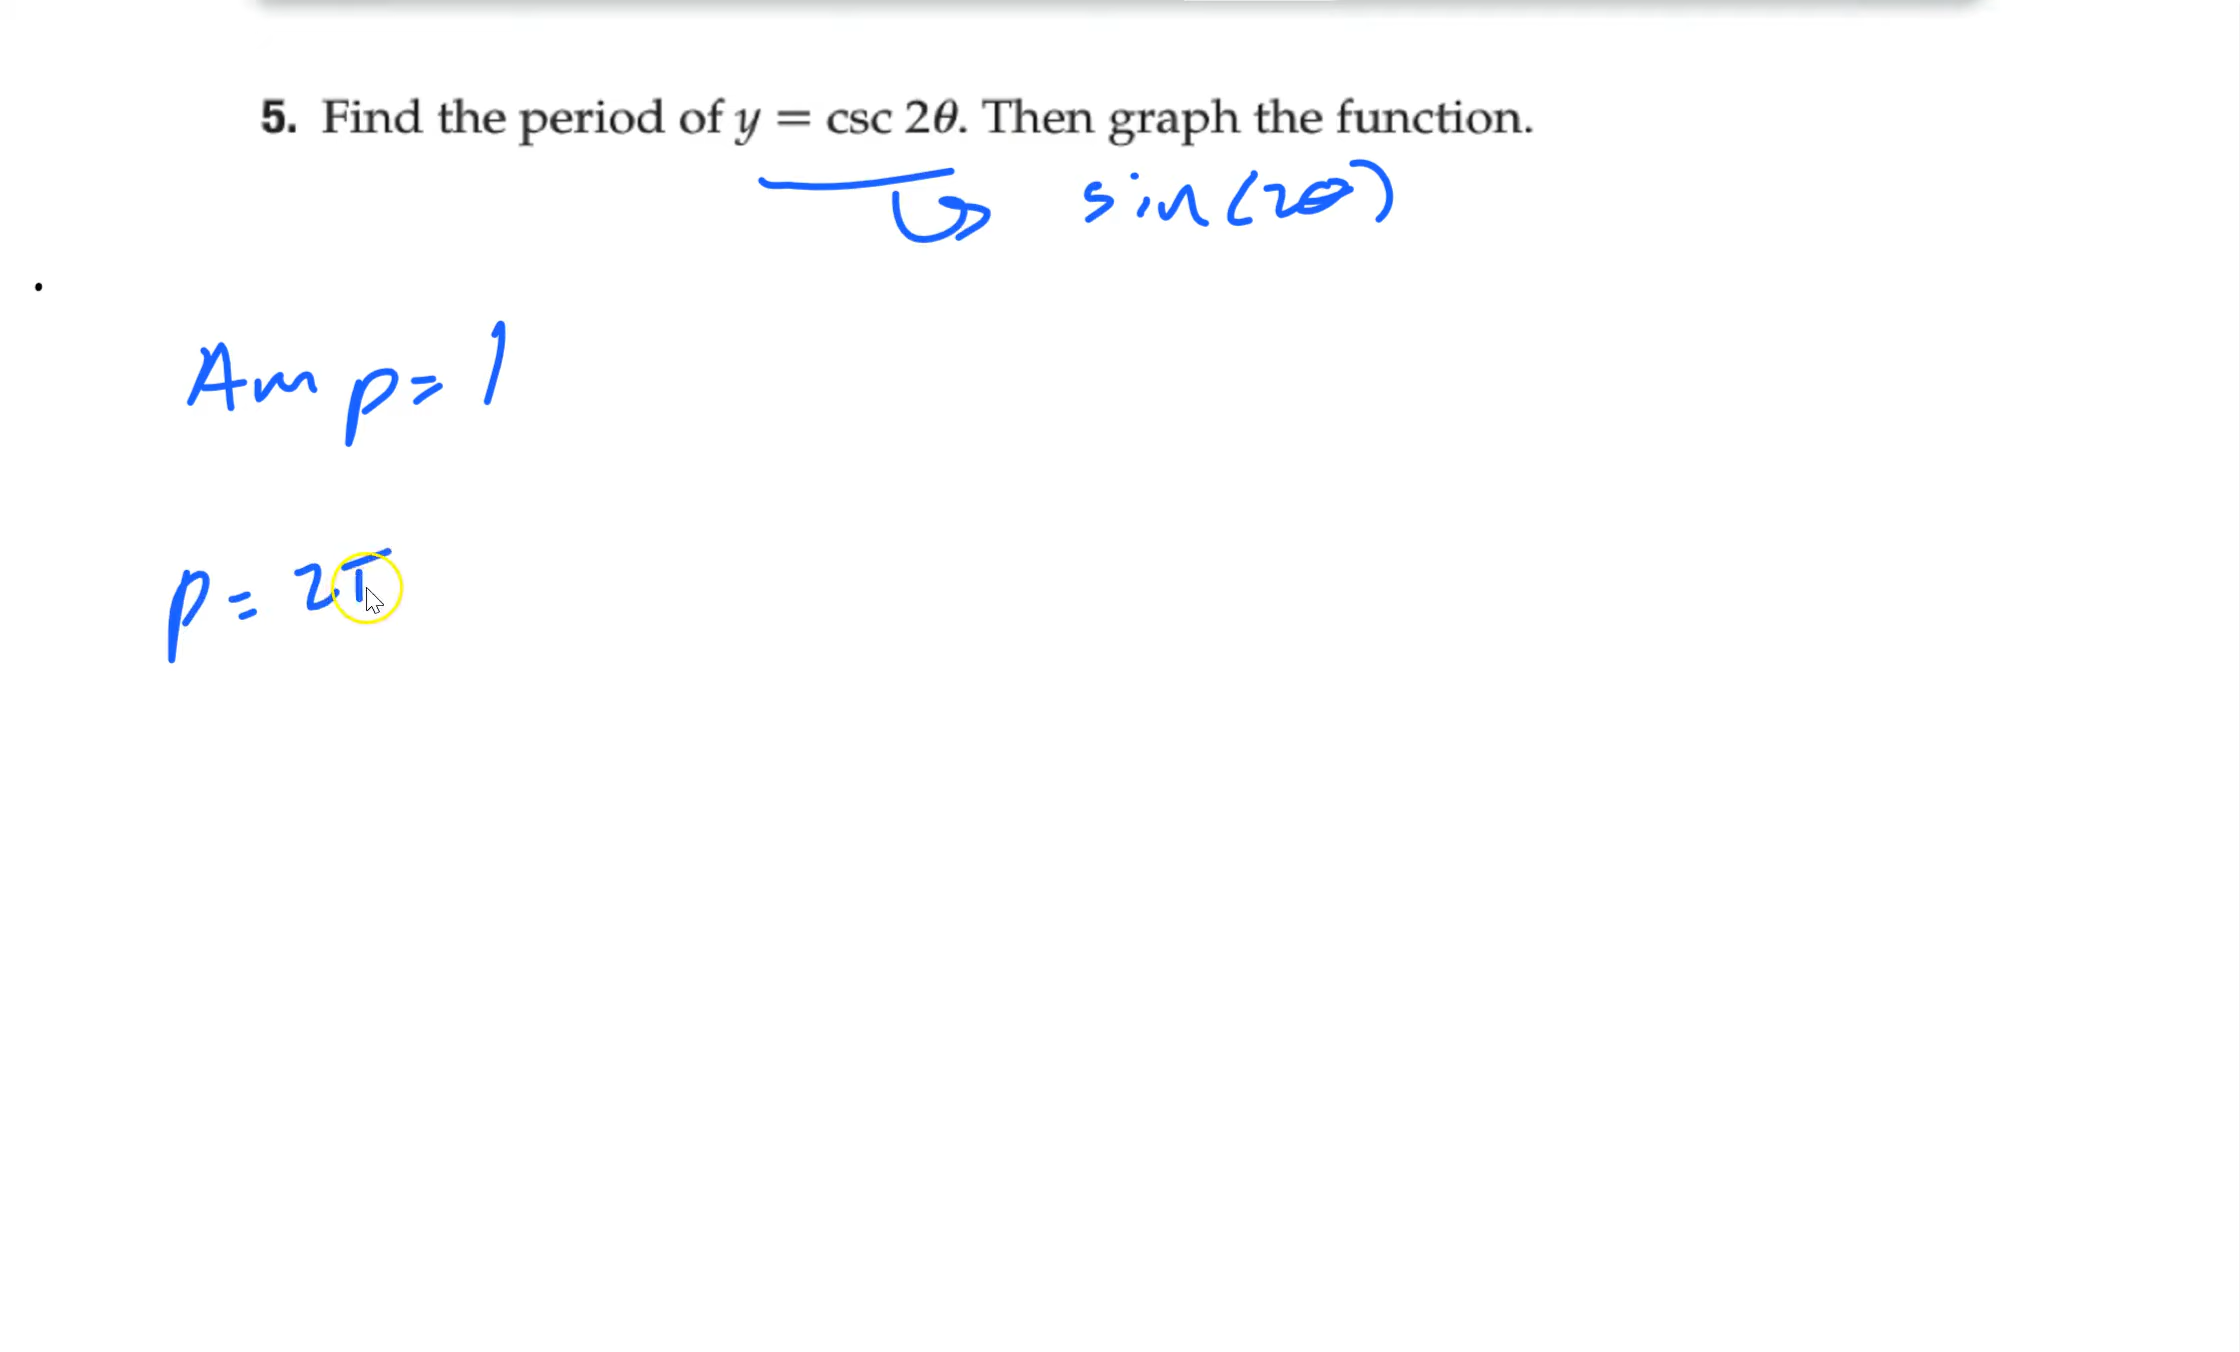 5. Find the period of y = csc 2θ. Then graph the function.
sin(2θ)
Amp = 1
p = 2π